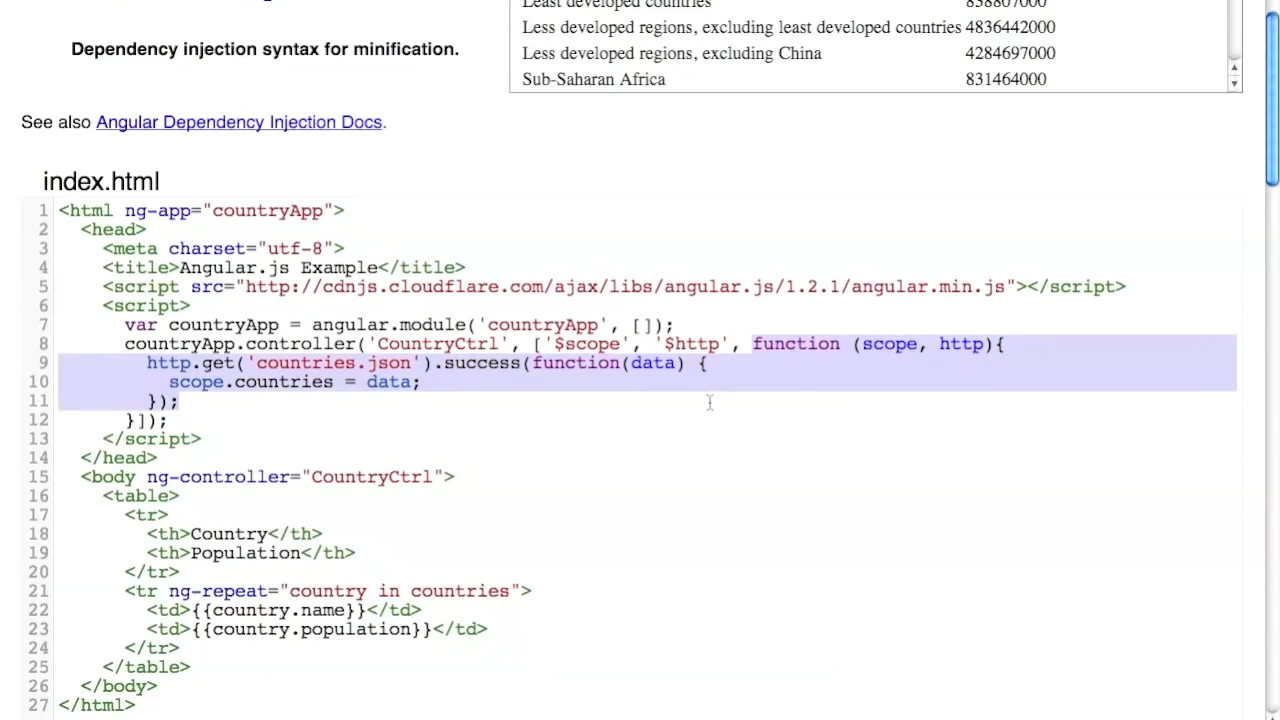 Least developed countries 838807000
Less developed regions, excluding least developed countries 4836442000
Dependency injection syntax for minification.
Less developed regions, excluding China 4284697000
Sub-Saharan Africa 831464000
See also Angular Dependency Injection Docs.
index.html
1 <html ng-app="countryApp">
2 <head>
3 <meta charset="utf-8">
4 <title>Angular.js Example</title>
5 <script src="http://cdnjs.cloudflare.com/ajax/libs/angular.js/1.2.1/angular.min.js"></script>
6 <script>
7 var countryApp = angular.module('countryApp', []);
8 countryApp.controller('CountryCtrl', ['$scope', '$http', function (scope, http){
9 http.get('countries.json').success(function(data) {
10 scope.countries = data;
11 });
12 }]);
13 </script>
14 </head>
15 <body ng-controller="CountryCtrl">
16 <table>
17 <tr>
18 <th>Country</th>
19 <th>Population</th>
20 </tr>
21 <tr ng-repeat="country in countries">
22 <td>{{country.name}}</td>
23 <td>{{country.population}}</td>
24 </tr>
25 </table>
26 </body>
27 </html>